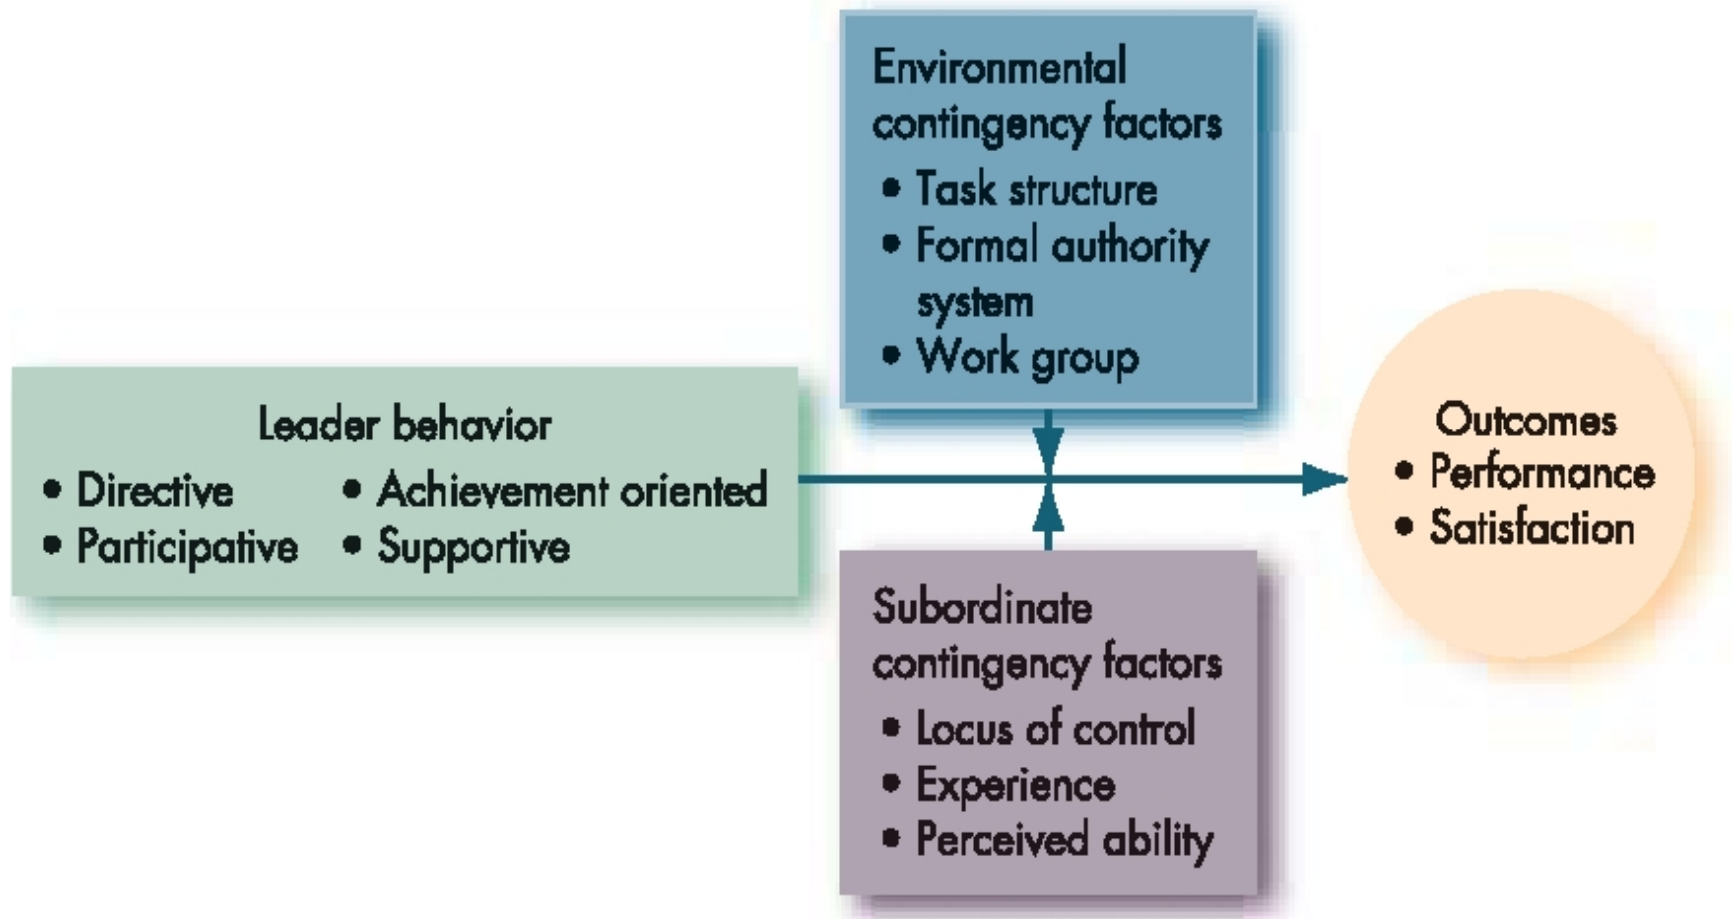 Environmental
contingency factors
• Task structure
• Formal authority
system
• Work group
Leader behavior
• Directive • Achievement oriented
• Participative • Supportive
Outcomes
• Performance
• Satisfaction
Subordinate
contingency factors
• Locus of control
• Experience
• Perceived ability